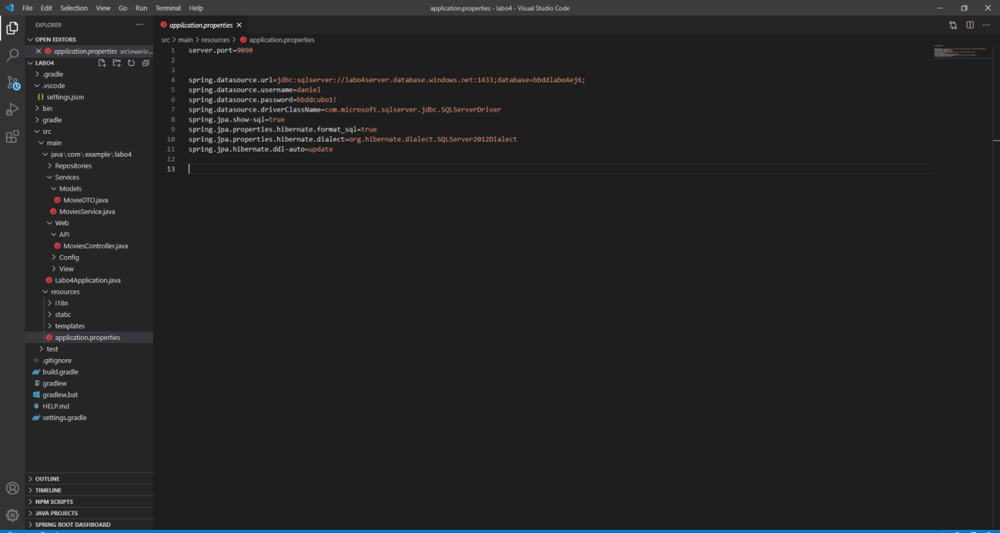 File Edit Selection View Go Run Terminal Help
application.properties - labo4 - Visual Studio Code
EXPLORER
OPEN EDITORS
application.properties src\main\r...
LABO4
.gradle
.vscode
settings.json
bin
gradle
src
main
java\com\example\labo4
Repositories
Services
Models
MovieDTO.java
MoviesService.java
Web
API
MoviesController.java
Config
View
Labo4Application.java
resources
i18n
static
templates
application.properties
test
.gitignore
build.gradle
gradlew
gradlew.bat
HELP.md
settings.gradle
OUTLINE
TIMELINE
NPM SCRIPTS
JAVA PROJECTS
SPRING BOOT DASHBOARD
application.properties
src > main > resources > application.properties
1 server.port=9090
2
3
4 spring.datasource.url=jdbc:sqlserver://labo4server.database.windows.net:1433;database=bbddlabo4ej6;
5 spring.datasource.username=daniel
6 spring.datasource.password=bbddcubo1!
7 spring.datasource.driverClassName=com.microsoft.sqlserver.jdbc.SQLServerDriver
8 spring.jpa.show-sql=true
9 spring.jpa.properties.hibernate.format_sql=true
10 spring.jpa.properties.hibernate.dialect=org.hibernate.dialect.SQLServer2012Dialect
11 spring.jpa.hibernate.ddl-auto=update
12
13